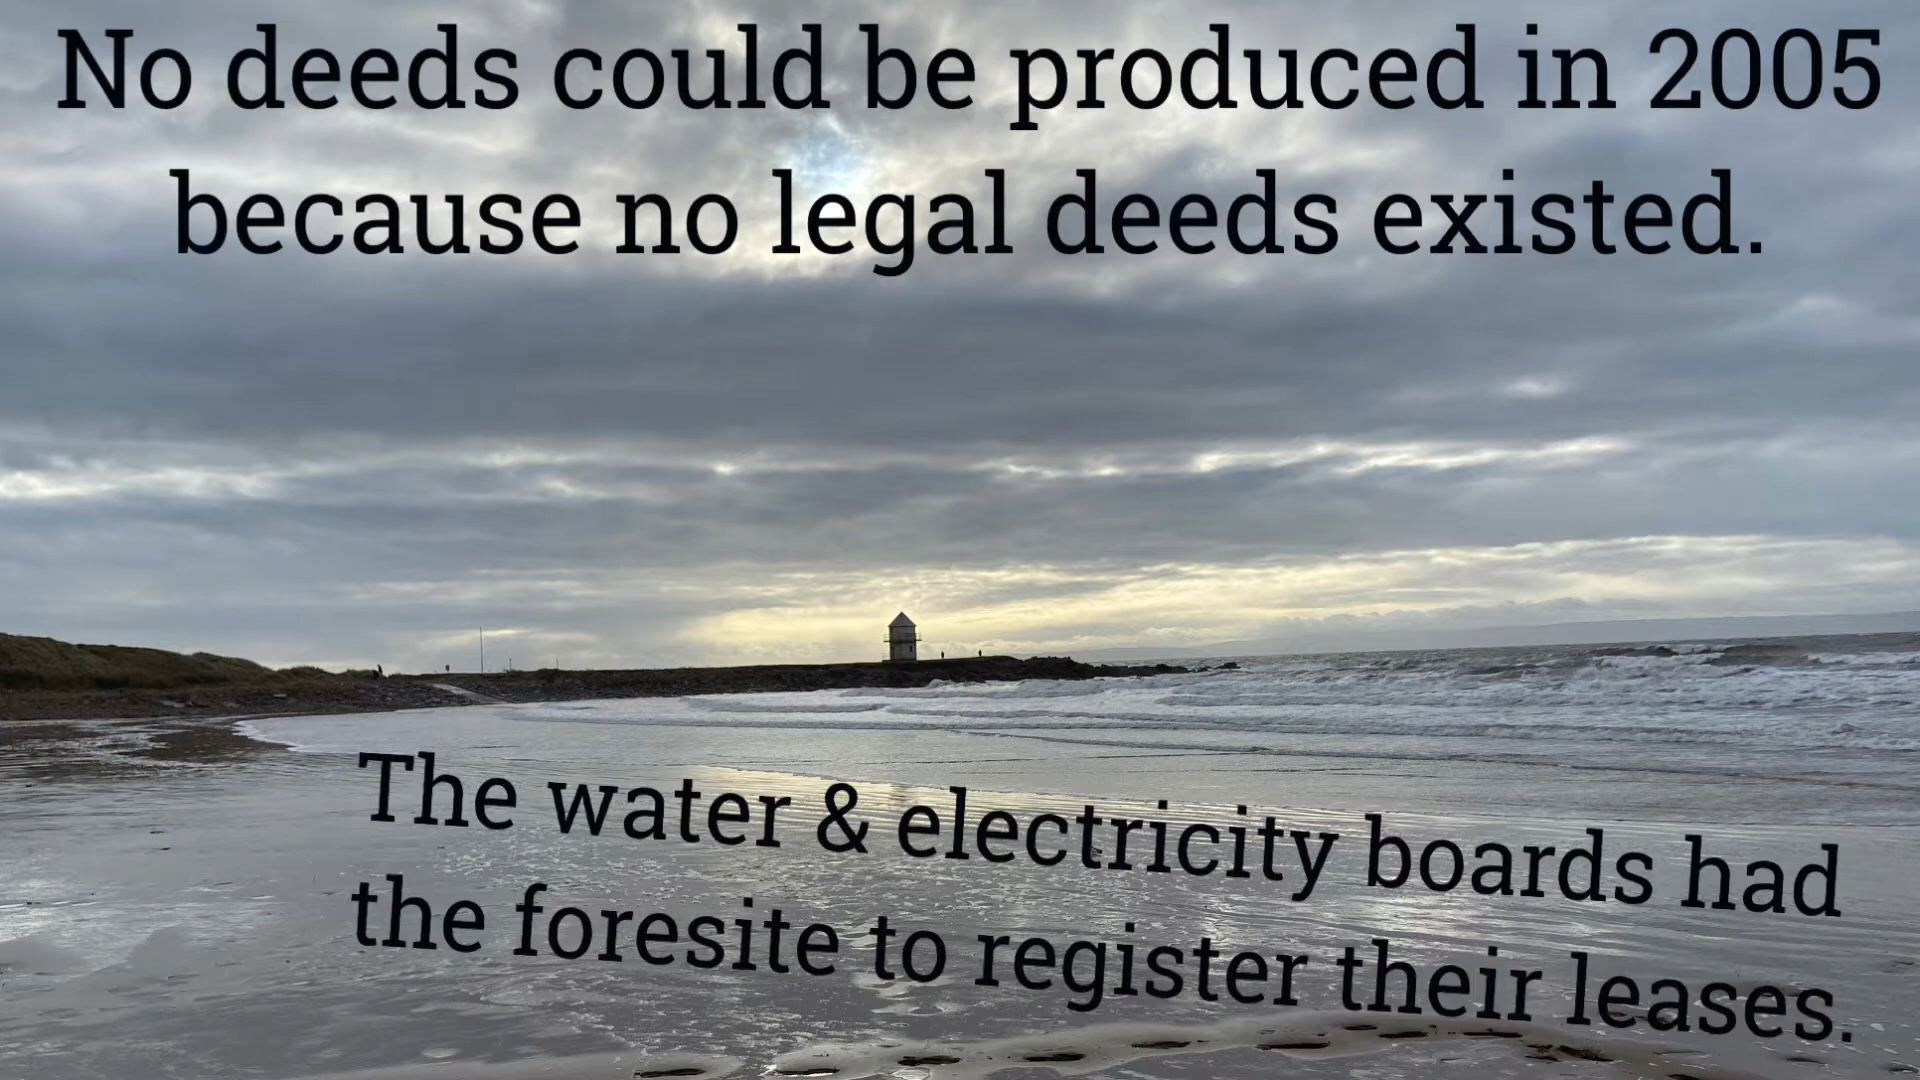 No deeds could be produced in 2005
because no legal deeds existed.
The water & electricity boards had
the foresite to register their leases.